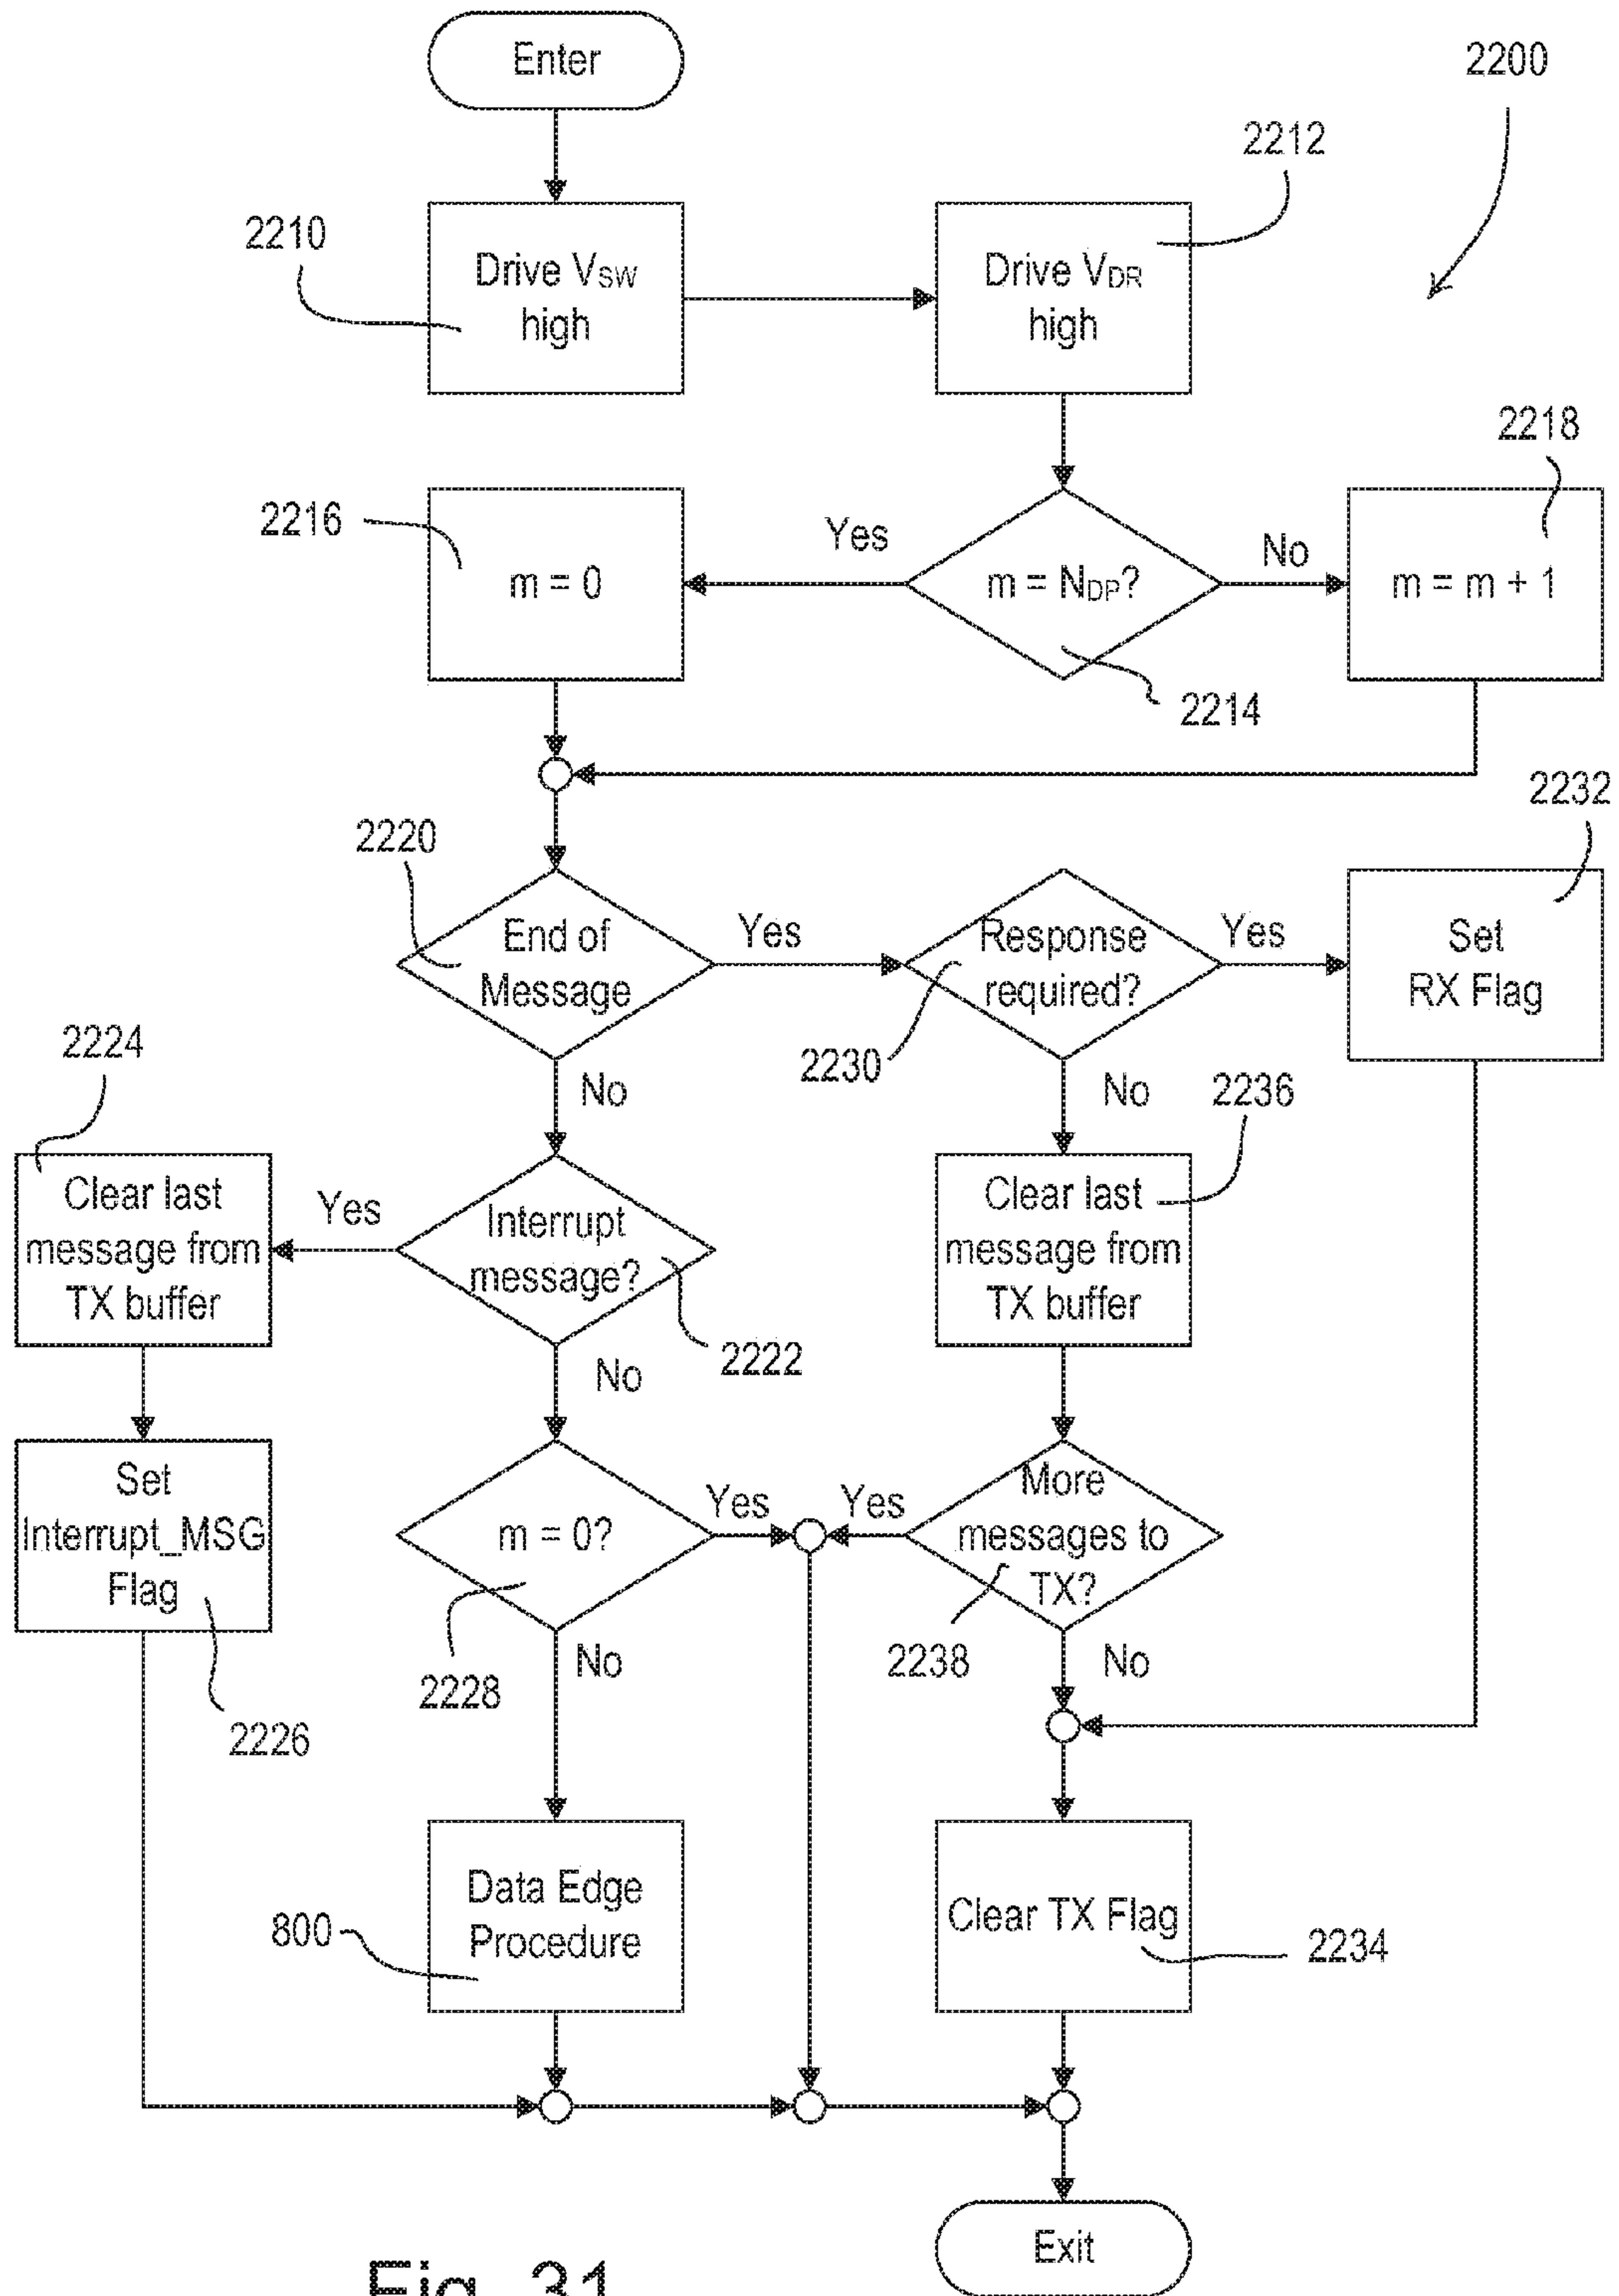 Enter
2200
2212
2210
Drive VSW
high
Drive VDR
high
2218
2216
Yes
No
m = 0
m = NDP?
m = m + 1
2214
2232
2220
End of
Message
Yes
Response
required?
Yes
Set
RX Flag
2224
2230
No
No
2236
Clear last
message from
TX buffer
Yes
Interrupt
message?
Clear last
message from
TX buffer
2222
No
Set
Interrupt_MSG
Flag
m = 0?
Yes
Yes
More
messages to
TX?
2228
No
2238
No
2226
Data Edge
Procedure
800
Clear TX Flag
2234
Exit
Fig. 31